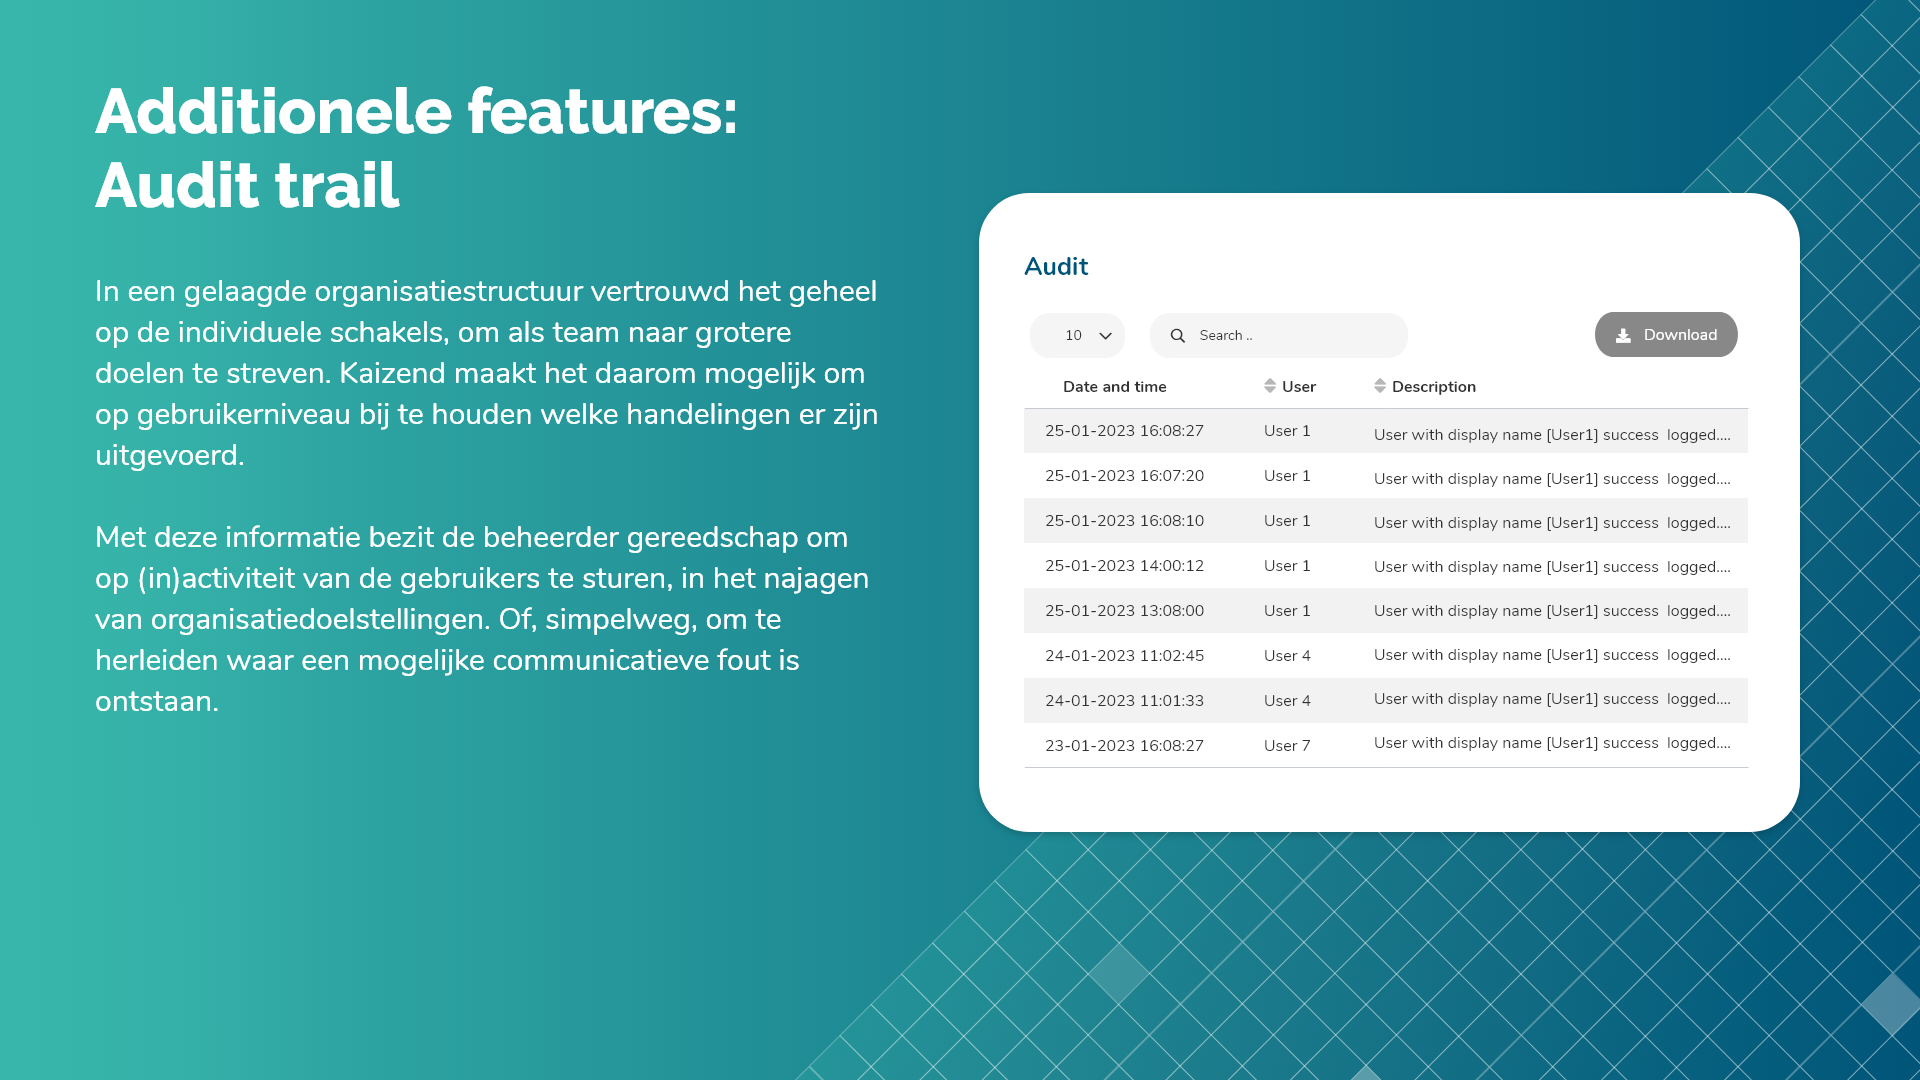 Additionele features:
Audit trail
In een gelaagde organisatiestructuur vertrouwd het geheel
op de individuele schakels, om als team naar grotere
doelen te streven. Kaizend maakt het daarom mogelijk om
op gebruikerniveau bij te houden welke handelingen er zijn
uitgevoerd.
Met deze informatie bezit de beheerder gereedschap om
op (in)activiteit van de gebruikers te sturen, in het najagen
van organisatiedoelstellingen. Of, simpelweg, om te
herleiden waar een mogelijke communicatieve fout is
ontstaan.
Audit
10 Search .. Download
Date and time User Description
25-01-2023 16:08:27 User 1 User with display name [User1] success logged....
25-01-2023 16:07:20 User 1 User with display name [User1] success logged....
25-01-2023 16:08:10 User 1 User with display name [User1] success logged....
25-01-2023 14:00:12 User 1 User with display name [User1] success logged....
25-01-2023 13:08:00 User 1 User with display name [User1] success logged....
24-01-2023 11:02:45 User 4 User with display name [User1] success logged....
24-01-2023 11:01:33 User 4 User with display name [User1] success logged....
23-01-2023 16:08:27 User 7 User with display name [User1] success logged....